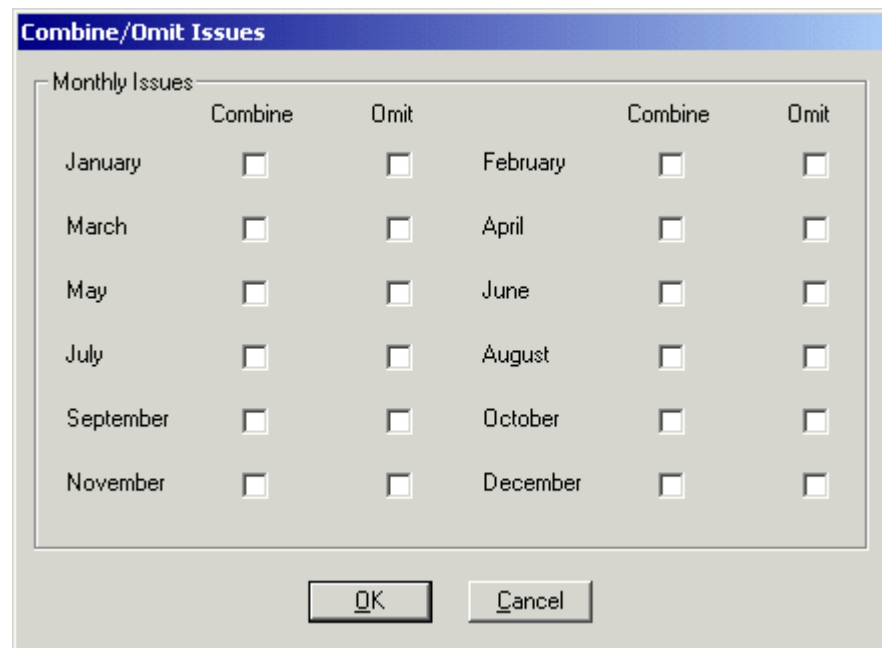 Combine/Omit Issues
Monthly Issues
Combine Omit Combine Omit
January February
March April
May June
July August
September October
November December
OK Cancel